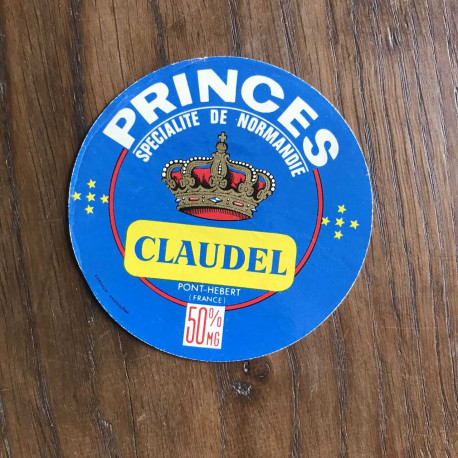 PRINCES
SPECIALITE DE NORMANDIE
CLAUDEL
PONT-HEBERT
(FRANCE)
50%
MG